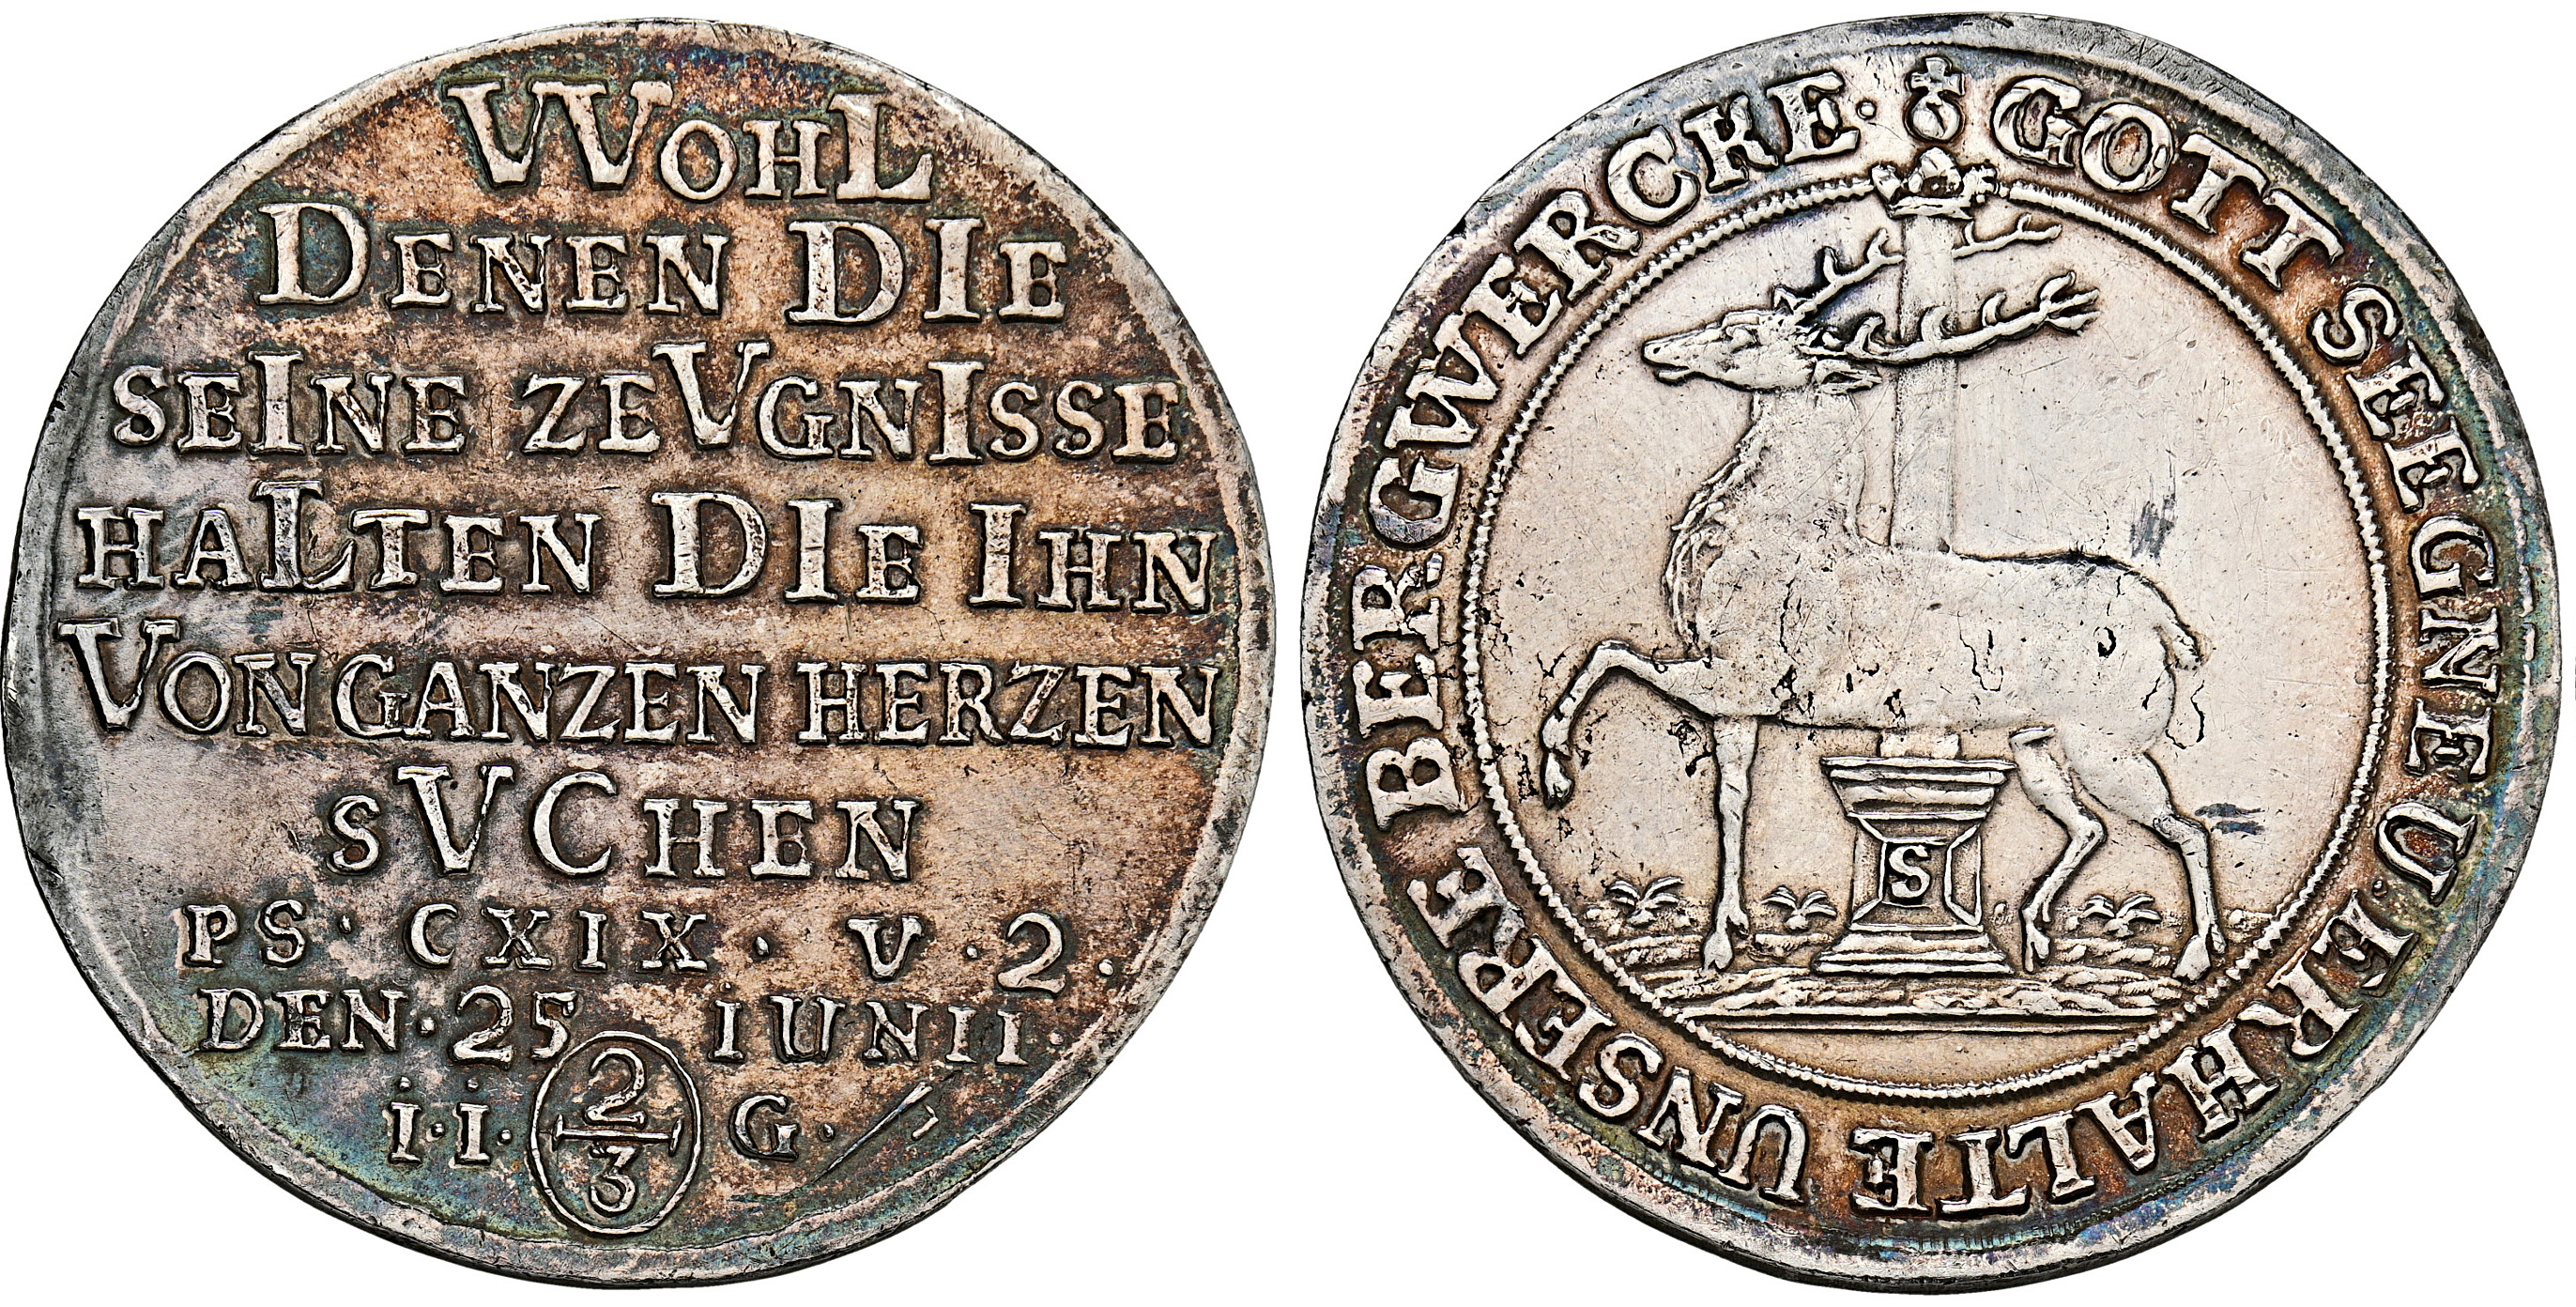 VVOHL
DENEN DIE
SEINE ZEVGNISSE
HALTEN DIE IHN
VON GANZEN HERZEN
SVCHEN
PS · CXIX · V · 2 ·
DEN · 25 IUNII ·
I · I · 2/3 G ·
GOTT SEEGNE U · ERHALTE UNSERE BERGWERCKE ·
S